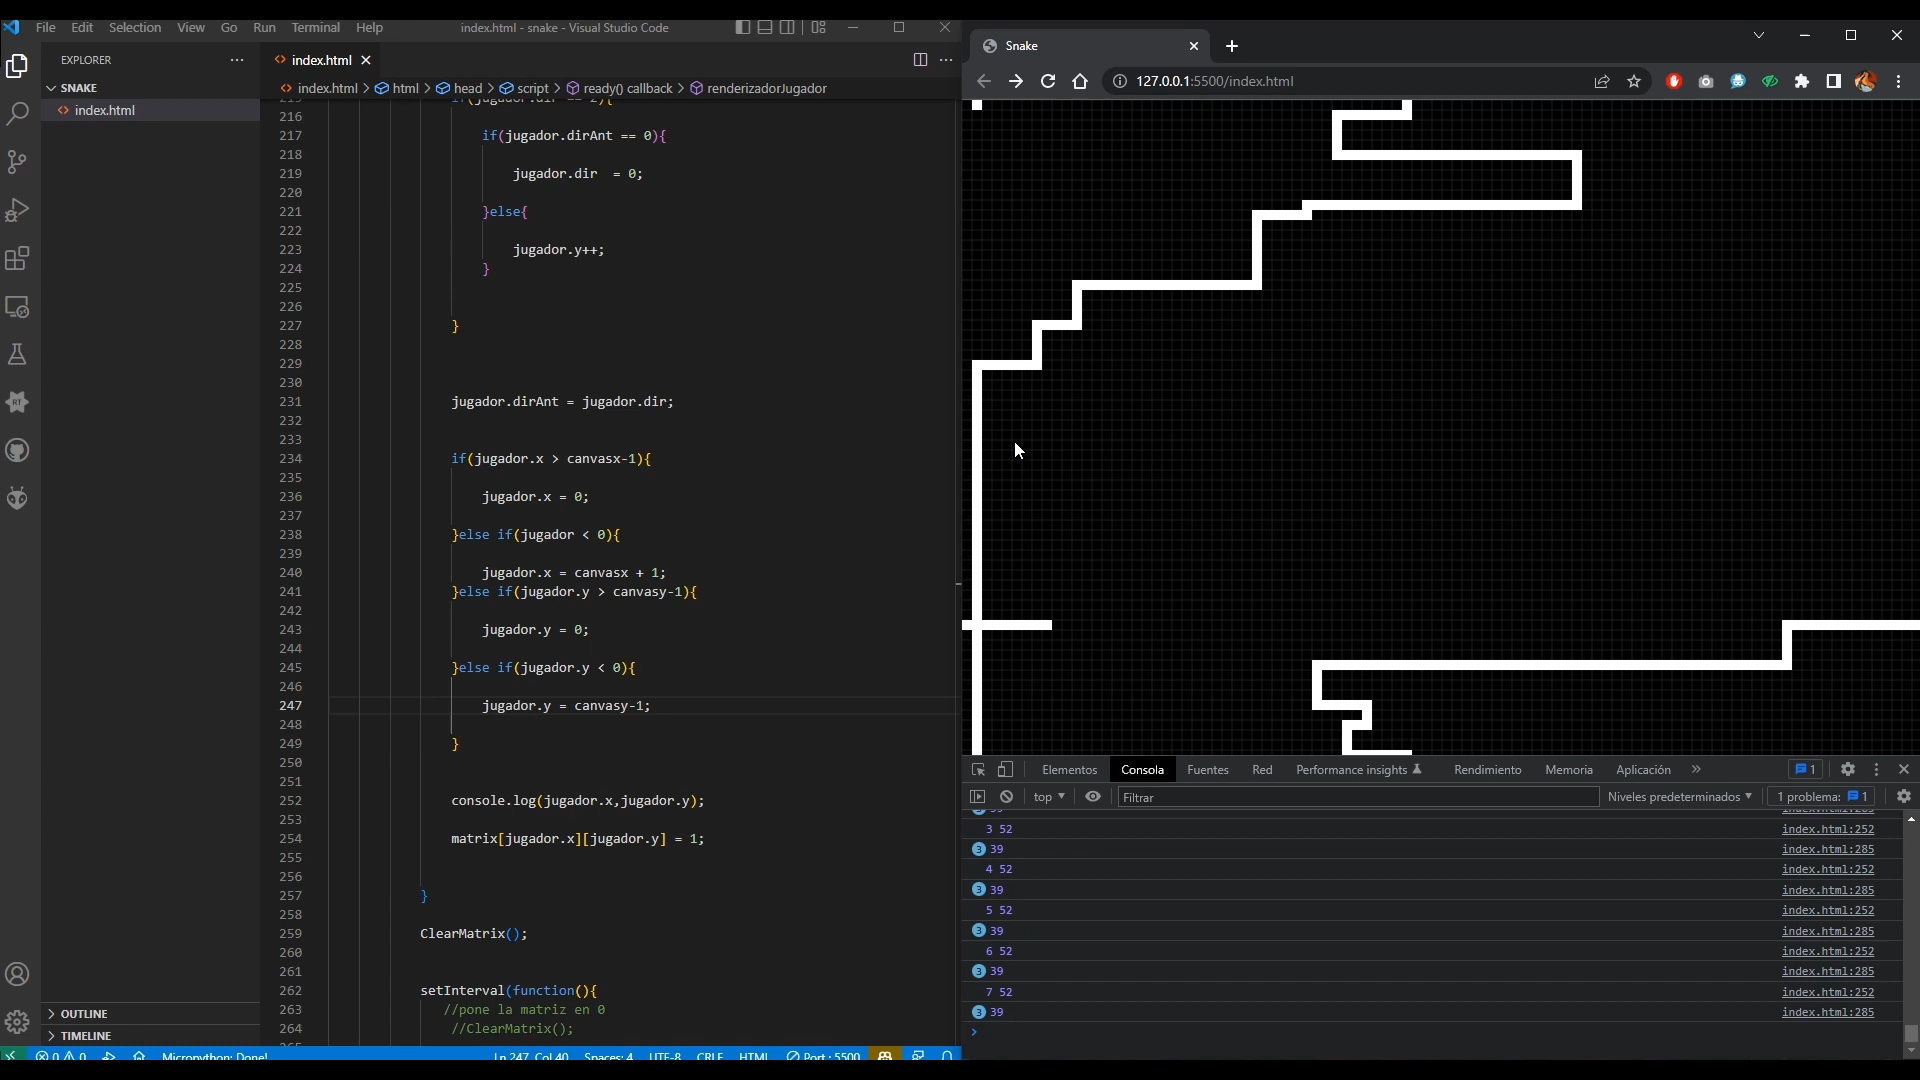 File Edit Selection View Go Run Terminal Help
index.html - snake - Visual Studio Code
EXPLORER
SNAKE
index.html
OUTLINE
TIMELINE
index.html
index.html > html > head > script > ready() callback > renderizadorJugador
216
217 if(jugador.dirAnt == 0){
218
219 jugador.dir  = 0;
220
221 }else{
222
223 jugador.y++;
224 }
225
226
227 }
228
229
230
231 jugador.dirAnt = jugador.dir;
232
233
234 if(jugador.x > canvasx-1){
235
236 jugador.x = 0;
237
238 }else if(jugador < 0){
239
240 jugador.x = canvasx + 1;
241 }else if(jugador.y > canvasy-1){
242
243 jugador.y = 0;
244
245 }else if(jugador.y < 0){
246
247 jugador.y = canvasy-1;
248
249 }
250
251
252 console.log(jugador.x,jugador.y);
253
254 matrix[jugador.x][jugador.y] = 1;
255
256
257 }
258
259 ClearMatrix();
260
261
262 setInterval(function(){
263 //pone la matriz en 0
264 //ClearMatrix();
0 0 Micropython: Done! Ln 247, Col 40 Spaces: 4 UTF-8 CRLF HTML Port : 5500
Snake
127.0.0.1:5500/index.html
Elementos Consola Fuentes Red Performance insights Rendimiento Memoria Aplicación » 1
top Filtrar Niveles predeterminados 1 problema: 1
3 52 index.html:252
3 39 index.html:285
4 52 index.html:252
3 39 index.html:285
5 52 index.html:252
3 39 index.html:285
6 52 index.html:252
3 39 index.html:285
7 52 index.html:252
3 39 index.html:285